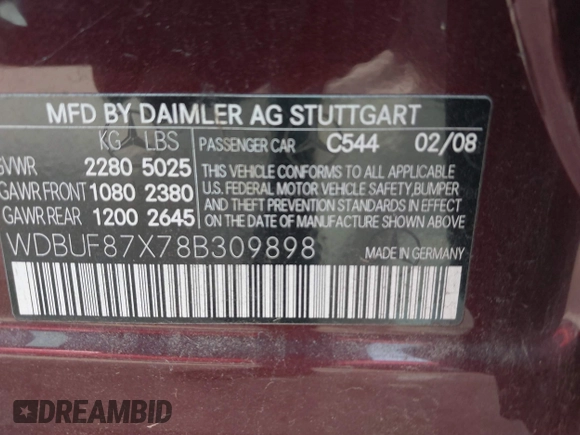 MFD BY DAIMLER AG STUTTGART
KG LBS PASSENGER CAR C544 02/08
GVWR 2280 5025
GAWR FRONT 1080 2380
GAWR REAR 1200 2645
THIS VEHICLE CONFORMS TO ALL APPLICABLE
U.S. FEDERAL MOTOR VEHICLE SAFETY, BUMPER
AND THEFT PREVENTION STANDARDS IN EFFECT
ON THE DATE OF MANUFACTURE SHOWN ABOVE.
WDBUF87X78B309898 MADE IN GERMANY
DREAMBID